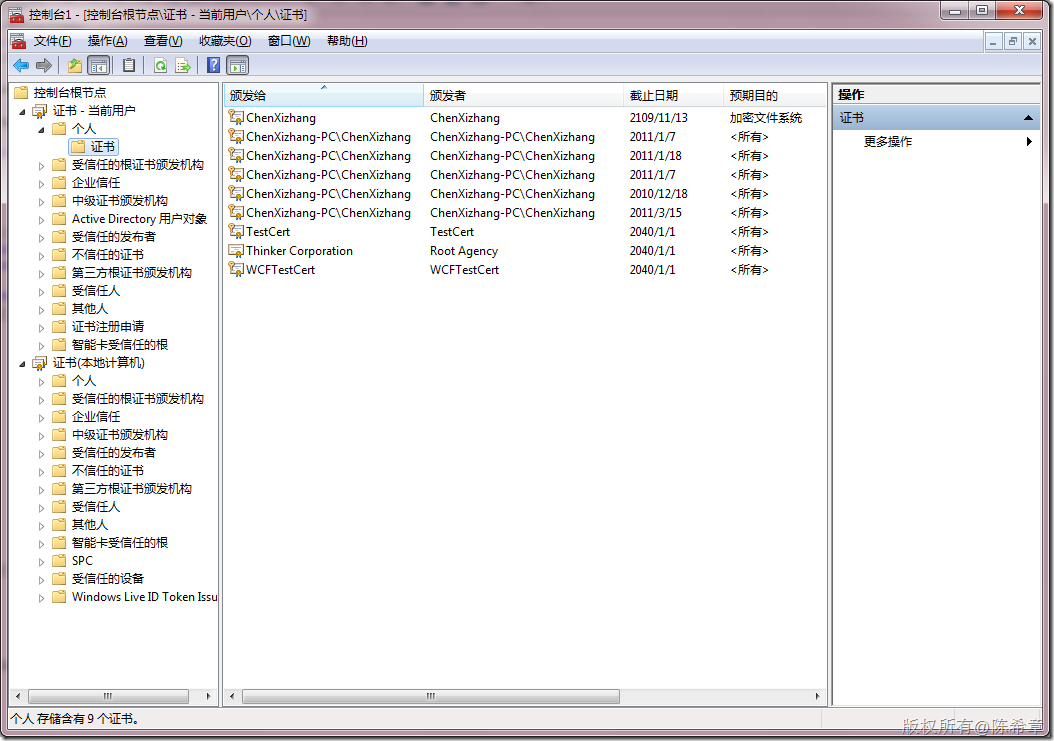 控制台1 - [控制台根节点\证书 - 当前用户\个人\证书]
文件(F) 操作(A) 查看(V) 收藏夹(O) 窗口(W) 帮助(H)
控制台根节点
证书 - 当前用户
个人
证书
受信任的根证书颁发机构
企业信任
中级证书颁发机构
Active Directory 用户对象
受信任的发布者
不信任的证书
第三方根证书颁发机构
受信任人
其他人
证书注册申请
智能卡受信任的根
证书(本地计算机)
个人
受信任的根证书颁发机构
企业信任
中级证书颁发机构
受信任的发布者
不信任的证书
第三方根证书颁发机构
受信任人
其他人
智能卡受信任的根
SPC
受信任的设备
Windows Live ID Token Issu
颁发给 颁发者 截止日期 预期目的
ChenXizhang ChenXizhang 2109/11/13 加密文件系统
ChenXizhang-PC\ChenXizhang ChenXizhang-PC\ChenXizhang 2011/1/7 <所有>
ChenXizhang-PC\ChenXizhang ChenXizhang-PC\ChenXizhang 2011/1/18 <所有>
ChenXizhang-PC\ChenXizhang ChenXizhang-PC\ChenXizhang 2011/1/7 <所有>
ChenXizhang-PC\ChenXizhang ChenXizhang-PC\ChenXizhang 2010/12/18 <所有>
ChenXizhang-PC\ChenXizhang ChenXizhang-PC\ChenXizhang 2011/3/15 <所有>
TestCert TestCert 2040/1/1 <所有>
Thinker Corporation Root Agency 2040/1/1 <所有>
WCFTestCert WCFTestCert 2040/1/1 <所有>
操作
证书
更多操作
个人 存储含有 9 个证书。
版权所有@陈希章